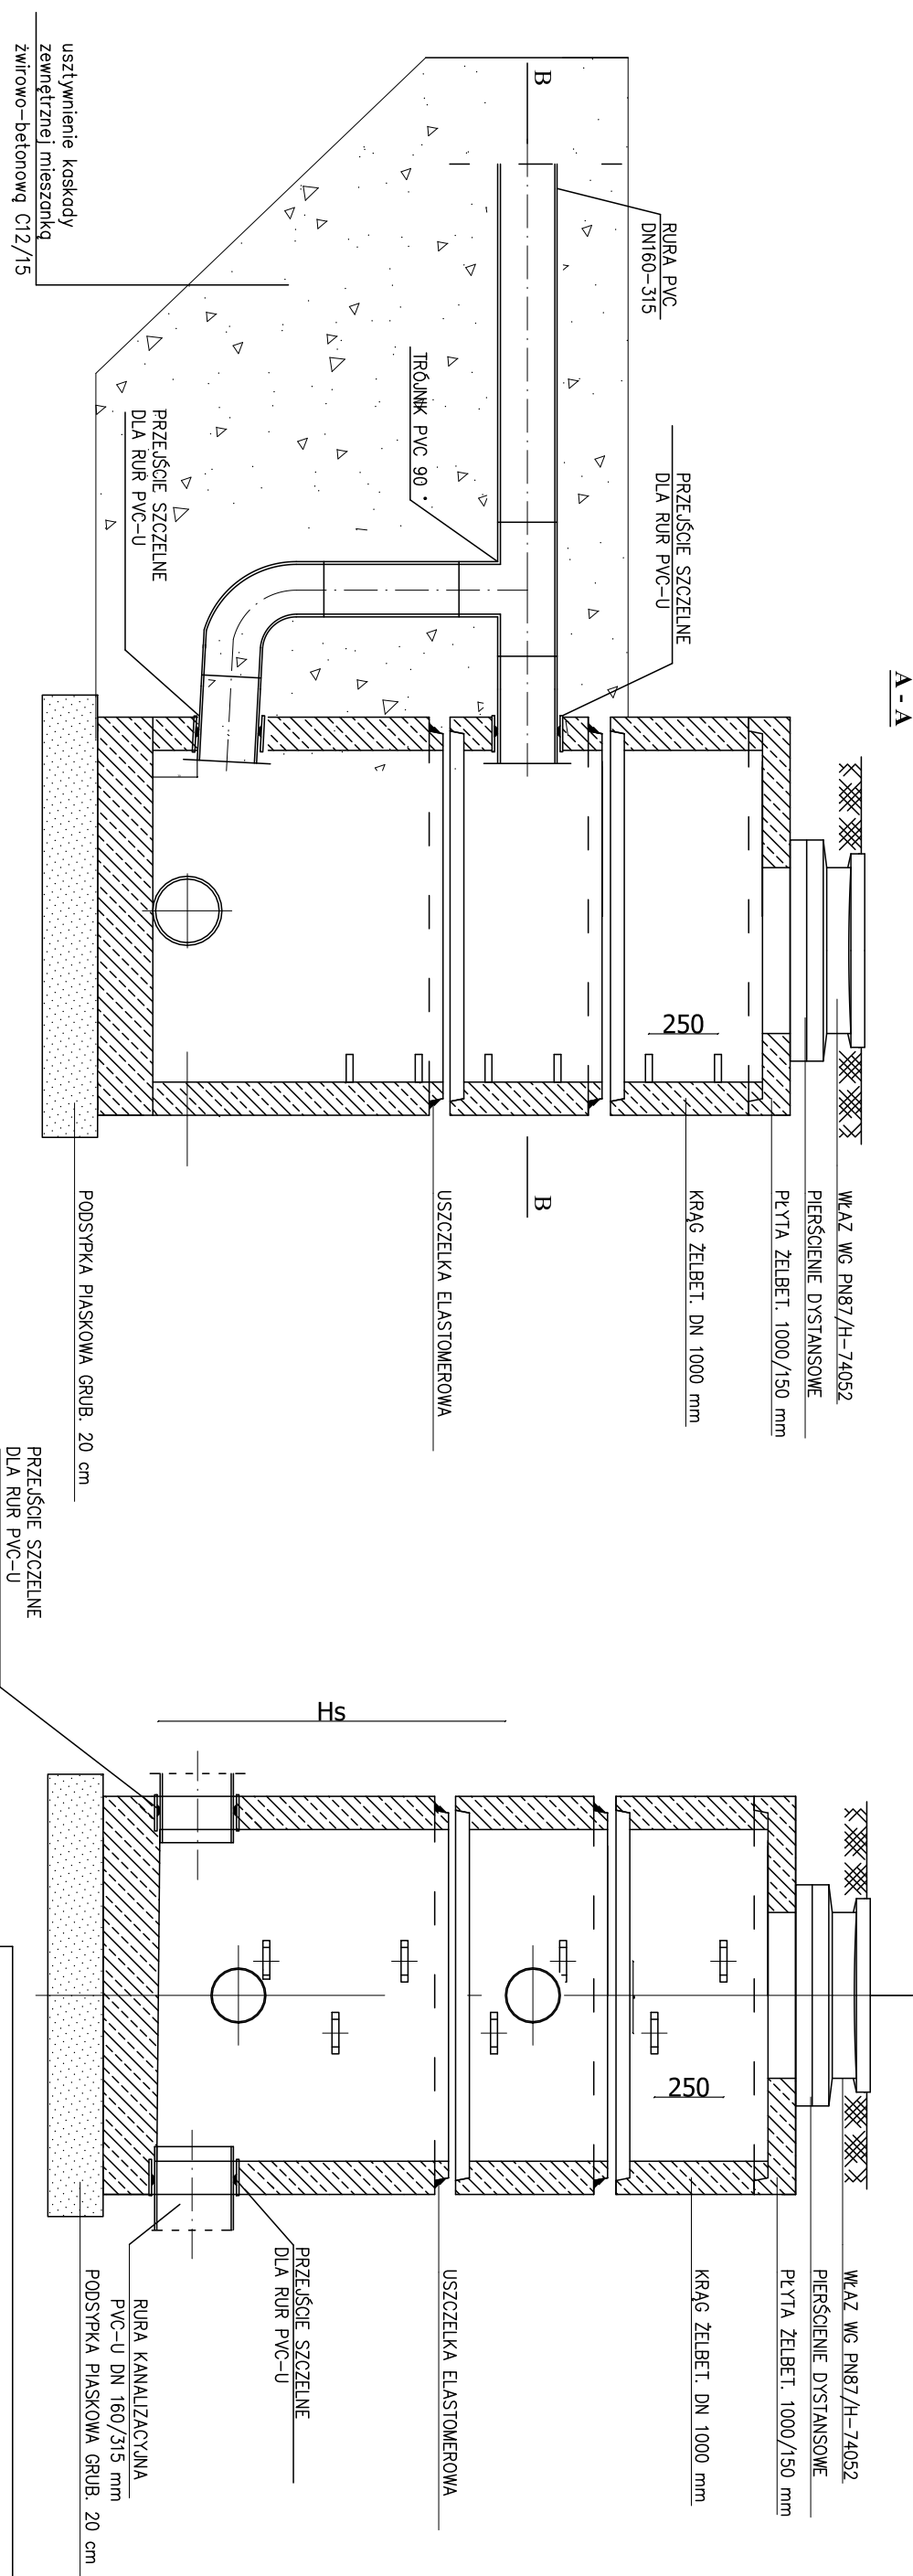 A - A
B
RURA PVC
DN160-315
TRÓJNIK PVC 90°
PRZEJŚCIE SZCZELNE
DLA RUR PVC-U
PRZEJŚCIE SZCZELNE
DLA RUR PVC-U
usztywnienie kaskady
zewnętrznej mieszanką
żwirowo-betonową C12/15
250
B
WŁAZ WG PN87/H-74052
PIERŚCIENIE DYSTANSOWE
PŁYTA ŻELBET. 1000/150 mm
KRĄG ŻELBET. DN 1000 mm
USZCZELKA ELASTOMEROWA
PODSYPKA PIASKOWA GRUB. 20 cm
PRZEJŚCIE SZCZELNE
DLA RUR PVC-U
Hs
250
WŁAZ WG PN87/H-74052
PIERŚCIENIE DYSTANSOWE
PŁYTA ŻELBET. 1000/150 mm
KRĄG ŻELBET. DN 1000 mm
USZCZELKA ELASTOMEROWA
PRZEJŚCIE SZCZELNE
DLA RUR PVC-U
RURA KANALIZACYJNA
PVC-U DN 160/315 mm
PODSYPKA PIASKOWA GRUB. 20 cm